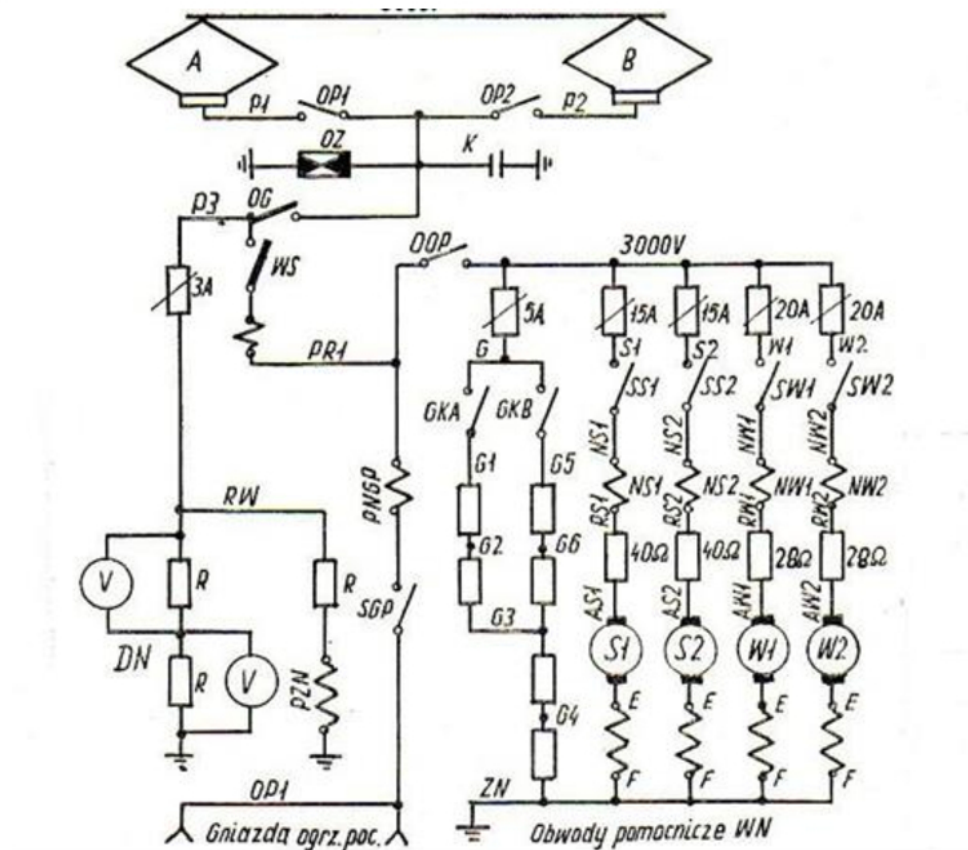 A
B
P1
OP1
OP2
P2
OZ
K
P3
OG
OOP
3000V
WS
3A
5A
15A
15A
20A
20A
PR1
G
S1
S2
W1
W2
GKA
GKB
SS1
SS2
SW1
SW2
NS1
NS2
NW1
NW2
G1
G5
PNGP
NS1
NS2
NW1
NW2
RW
RS1
RS2
RW1
RW2
G2
G6
40Ω
40Ω
28Ω
28Ω
V
R
R
SGP
AS1
AS2
AW1
AW2
G3
DN
S1
S2
W1
W2
R
V
PZN
G4
E
E
E
E
F
F
F
F
OP1
ZN
Gniazda ogrz. poc.
Obwody pomocnicze WN